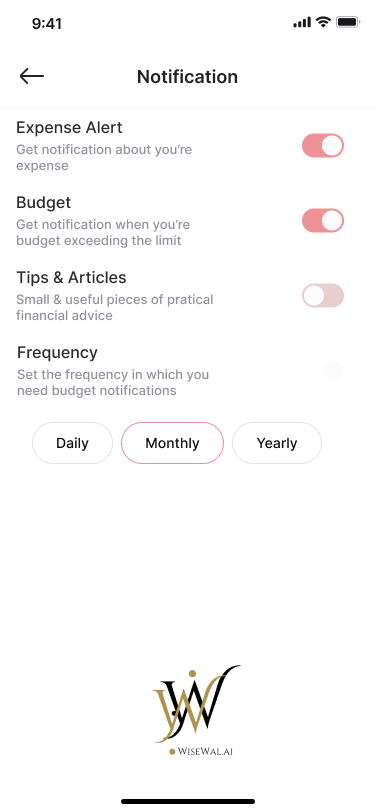 9:41
Notification
Expense Alert
Get notification about you’re
expense
Budget
Get notification when you’re
budget exceeding the limit
Tips & Articles
Small & useful pieces of pratical
financial advice
Frequency
Set the frequency in which you
need budget notifications
Daily Monthly Yearly
WISEWAL.AI